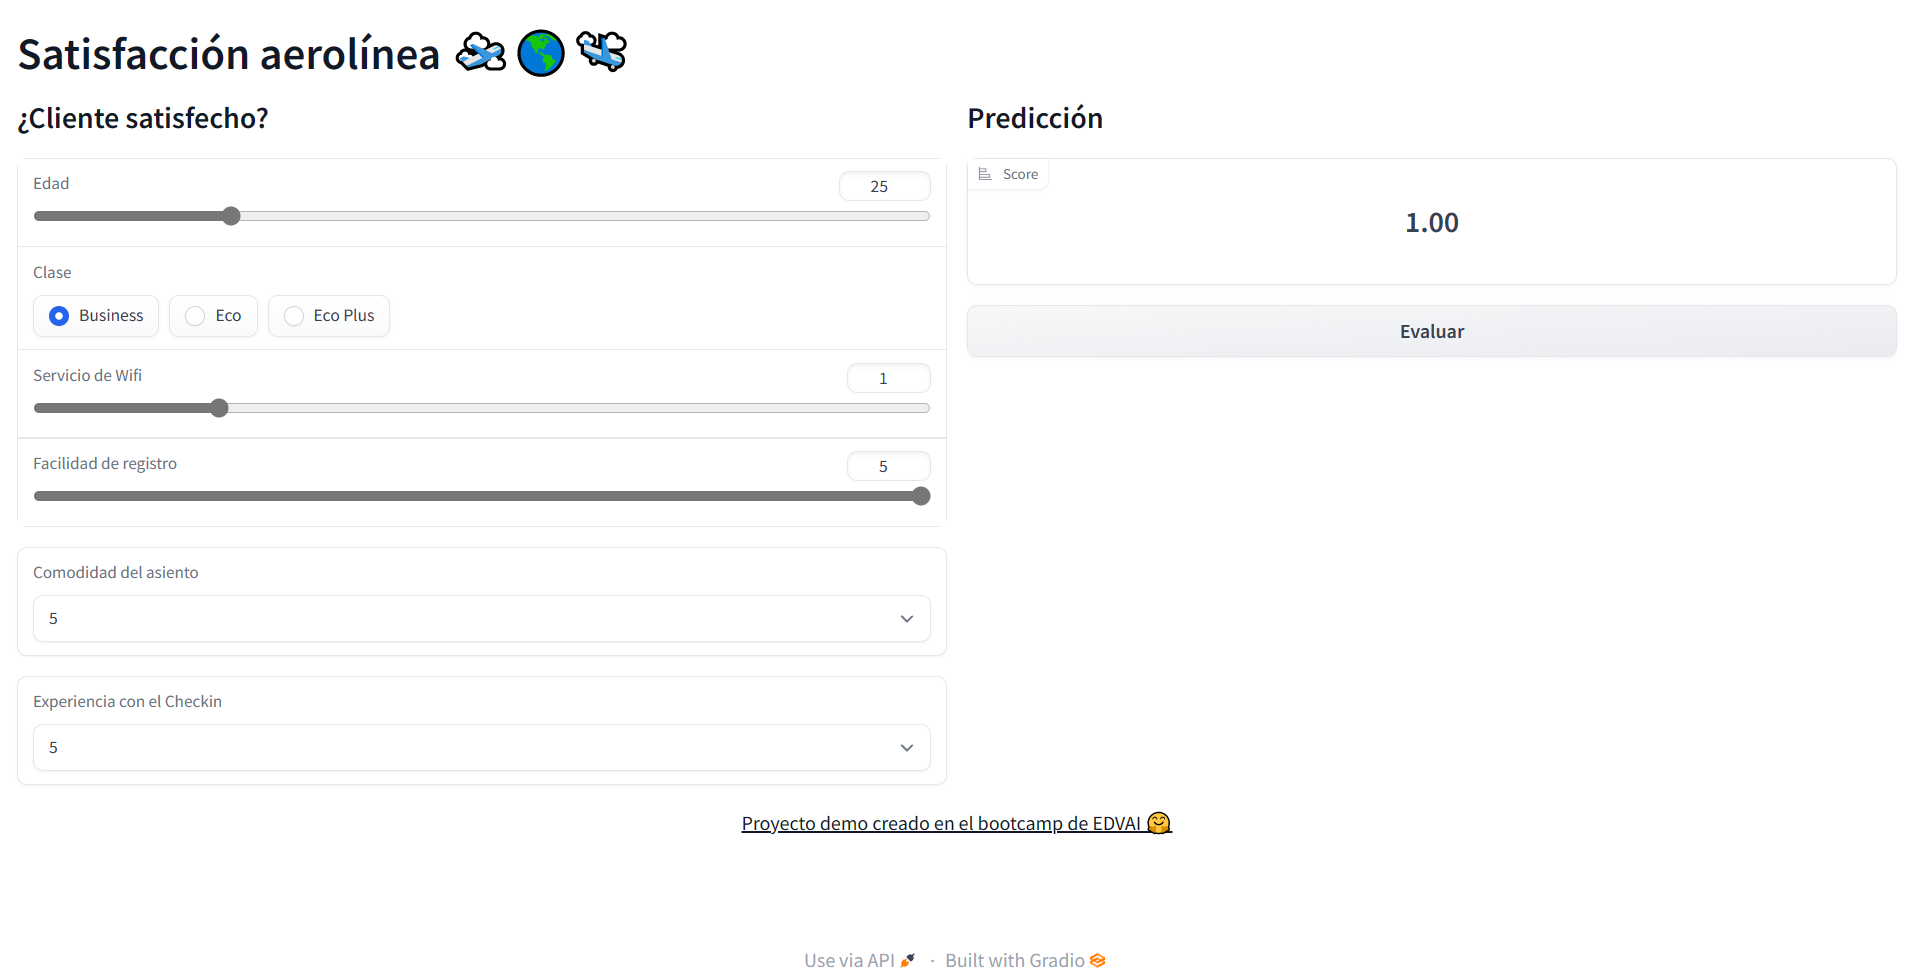 Satisfacción aerolínea
¿Cliente satisfecho?
Edad
25
Clase
Business
Eco
Eco Plus
Servicio de Wifi
1
Facilidad de registro
5
Comodidad del asiento
5
Experiencia con el Checkin
5
Predicción
Score
1.00
Evaluar
Proyecto demo creado en el bootcamp de EDVAI
Use via API · Built with Gradio